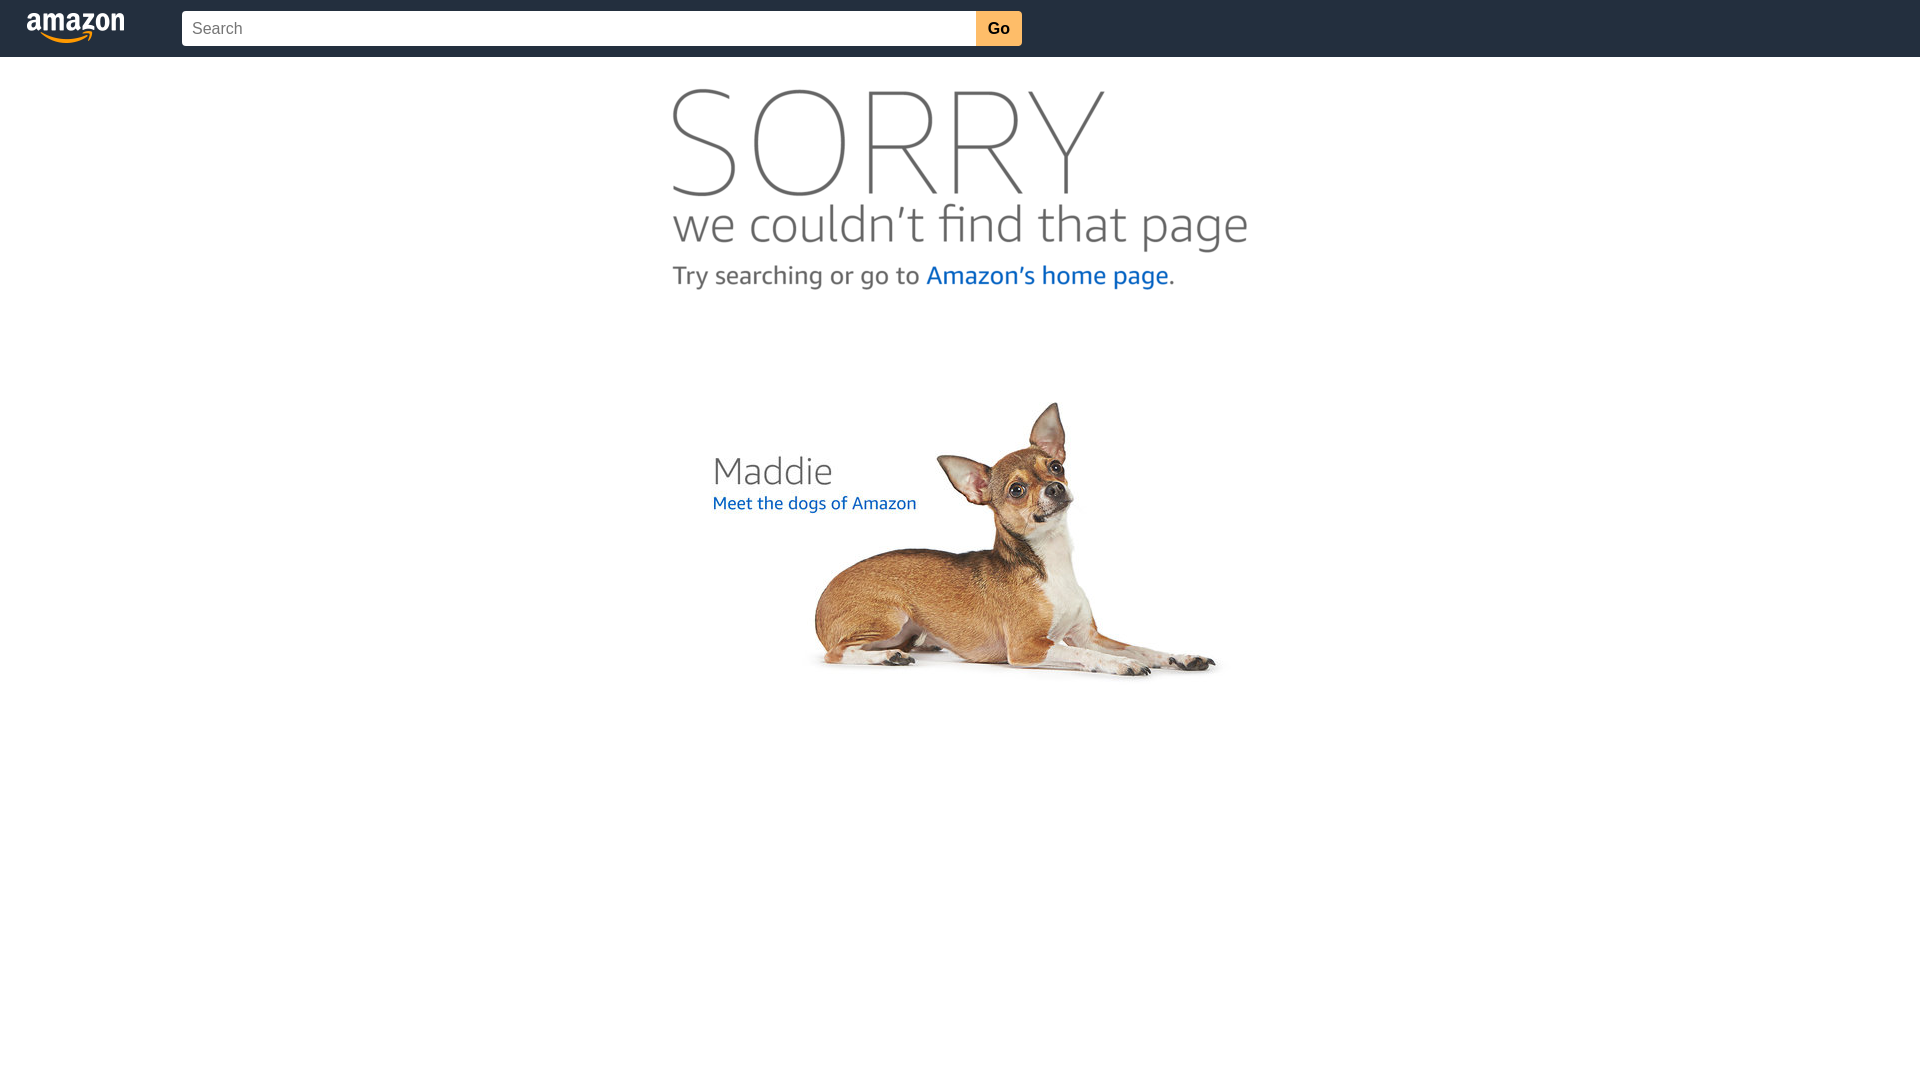 amazon
Search
Go
SORRY
we couldn't find that page
Try searching or go to Amazon's home page.
Maddie
Meet the dogs of Amazon